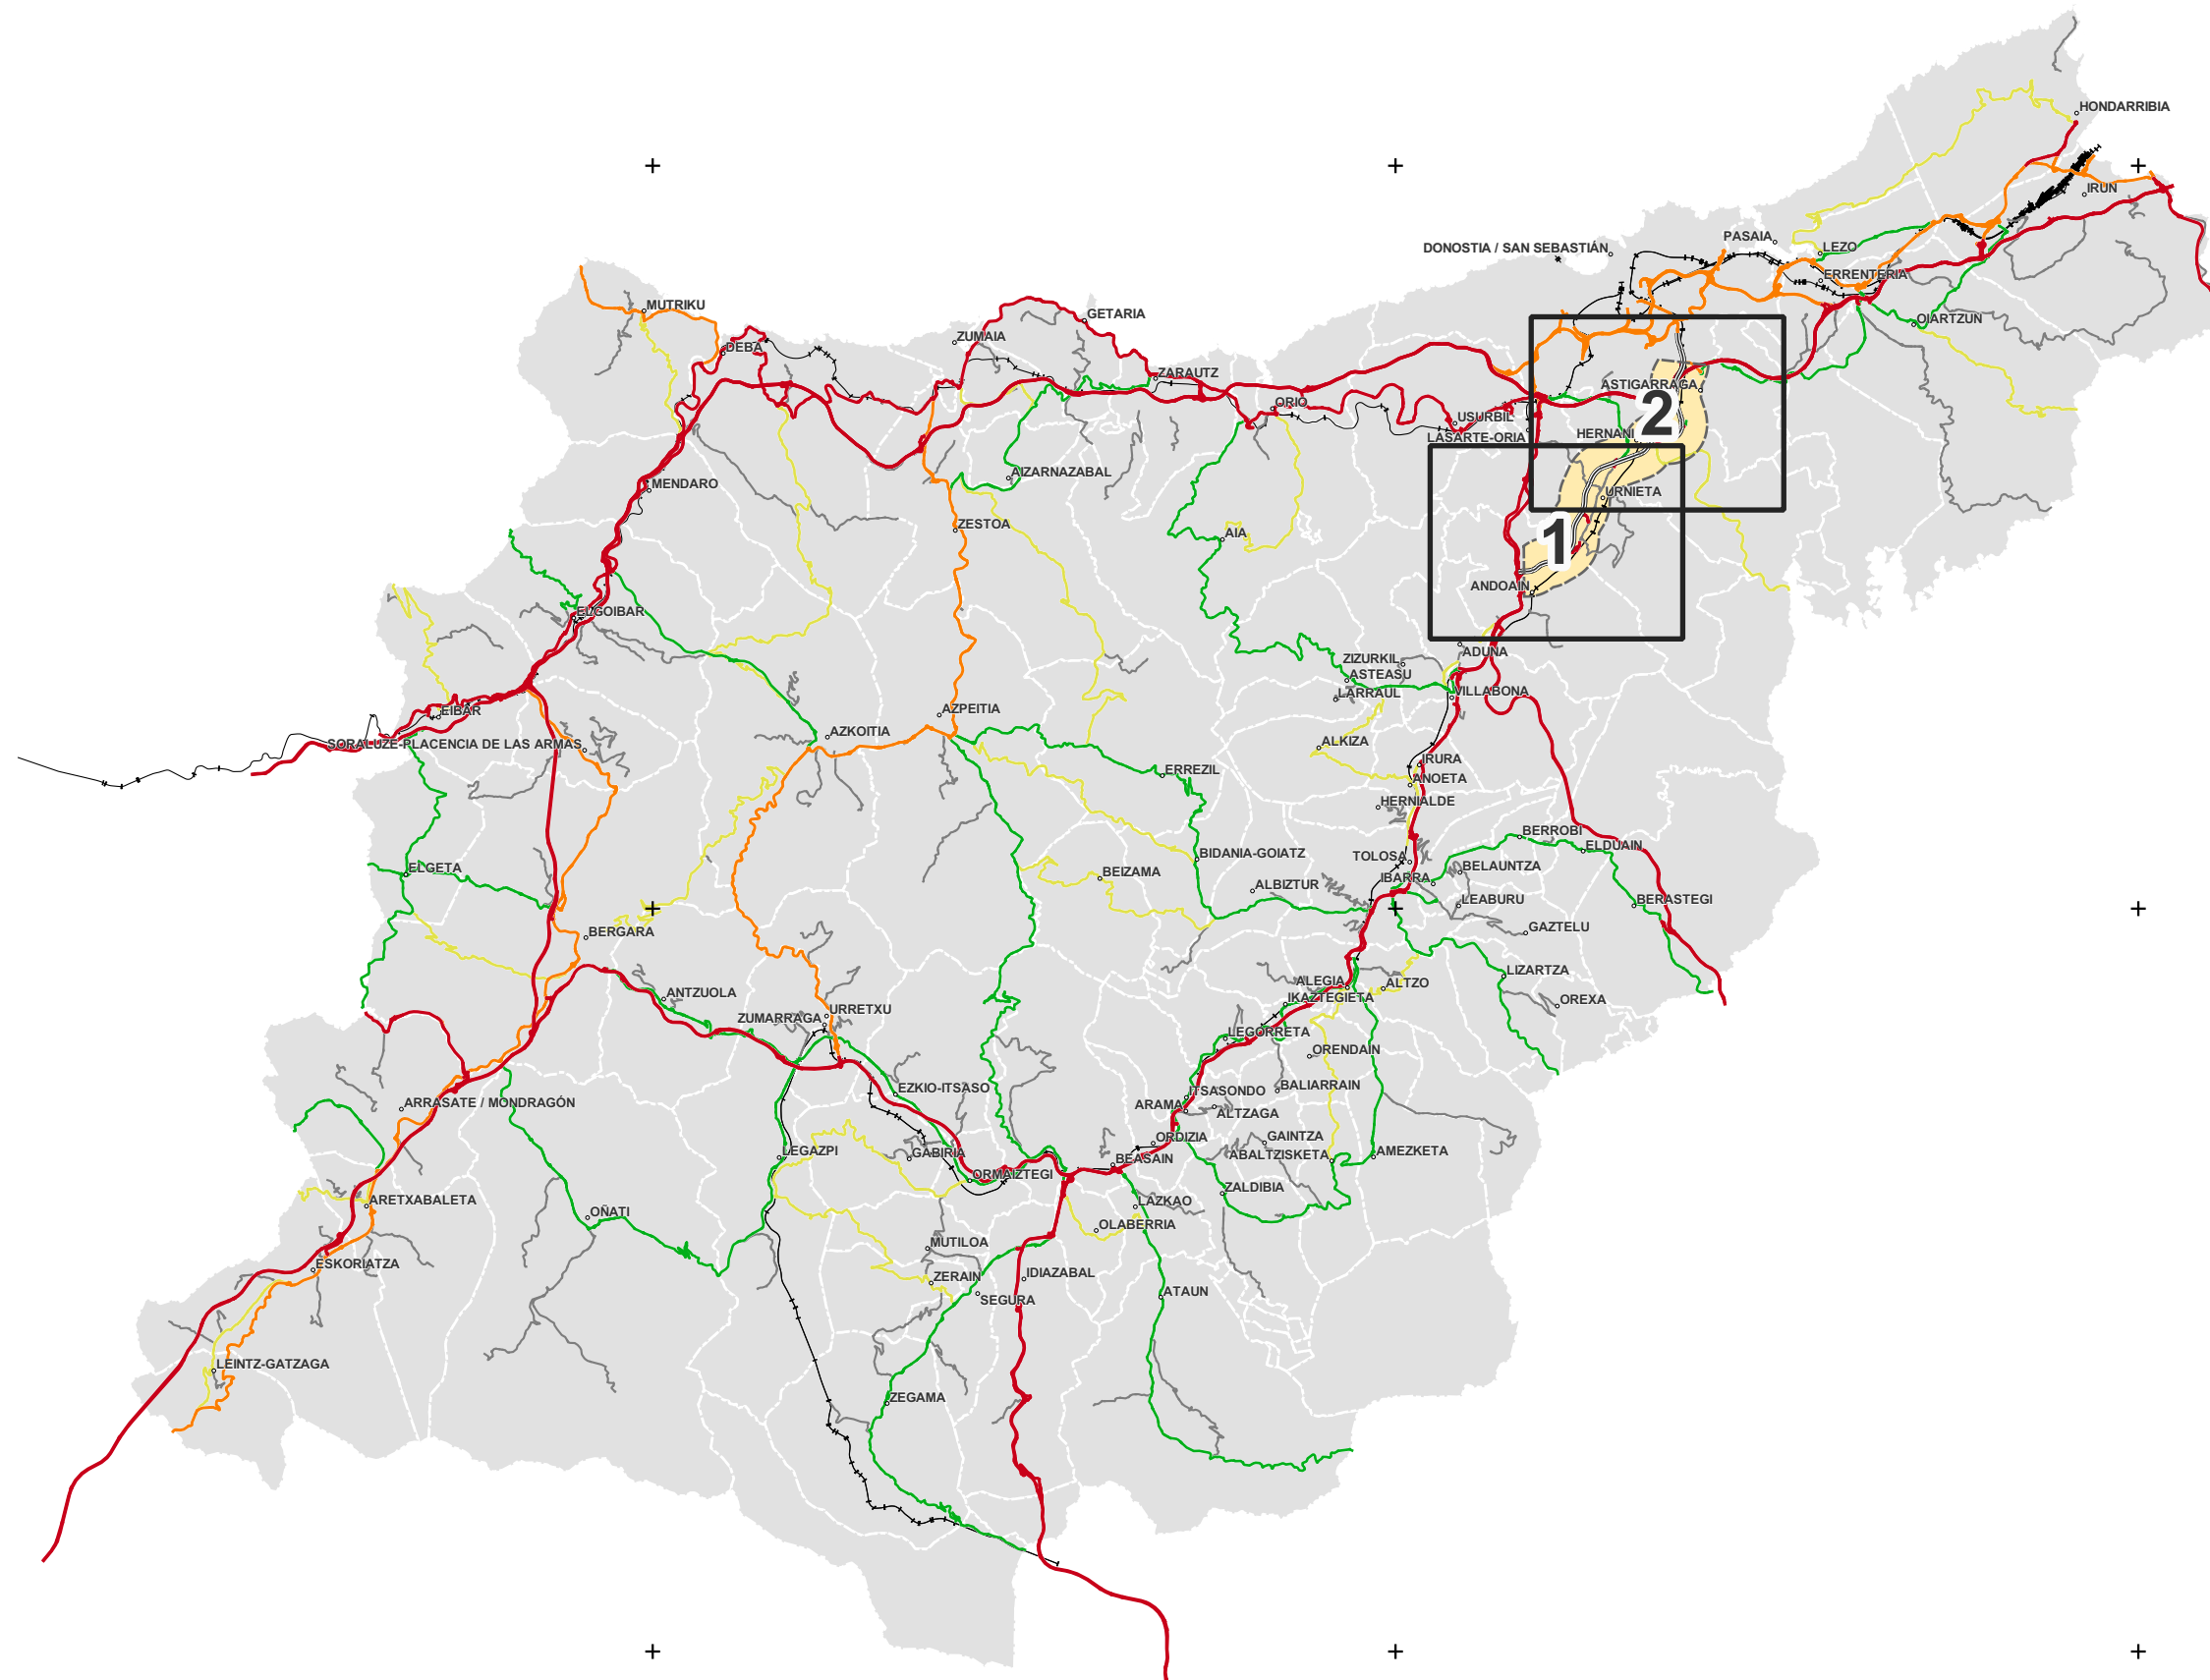 HONDARRIBIA
IRUN
PASAIA
DONOSTIA / SAN SEBASTIÁN
LEZO
ERRENTERIA
MUTRIKU
GETARIA
OIARTZUN
ZUMAIA
DEBA
ZARAUTZ
ASTIGARRAGA
ORIO
2
USURBIL
LASARTE-ORIA
HERNANI
AIZARNAZABAL
MENDARO
URNIETA
ZESTOA
AIA
1
ANDOAIN
ELGOIBAR
ADUNA
ZIZURKIL
ASTEASU
LARRAUL
VILLABONA
EIBAR
AZPEITIA
AZKOITIA
SORALUZE-PLACENCIA DE LAS ARMAS
ALKIZA
IRURA
ERREZIL
ANOETA
HERNIALDE
BERROBI
ELDUAIN
BIDANIA-GOIATZ
TOLOSA
BELAUNTZA
ELGETA
BEIZAMA
IBARRA
ALBIZTUR
LEABURU
BERASTEGI
GAZTELU
BERGARA
LIZARTZA
ALEGIA
ALTZO
ANTZUOLA
IKAZTEGIETA
OREXA
URRETXU
ZUMARRAGA
LEGORRETA
ORENDAIN
EZKIO-ITSASO
BALIARRAIN
ITSASONDO
ARRASATE / MONDRAGÓN
ARAMA
ALTZAGA
ORDIZIA
GAINTZA
LEGAZPI
GABIRIA
ABALTZISKETA
AMEZKETA
BEASAIN
ORMAIZTEGI
ZALDIBIA
ARETXABALETA
LAZKAO
OÑATI
OLABERRIA
MUTILOA
ESKORIATZA
IDIAZABAL
ZERAIN
ATAUN
SEGURA
LEINTZ-GATZAGA
ZEGAMA